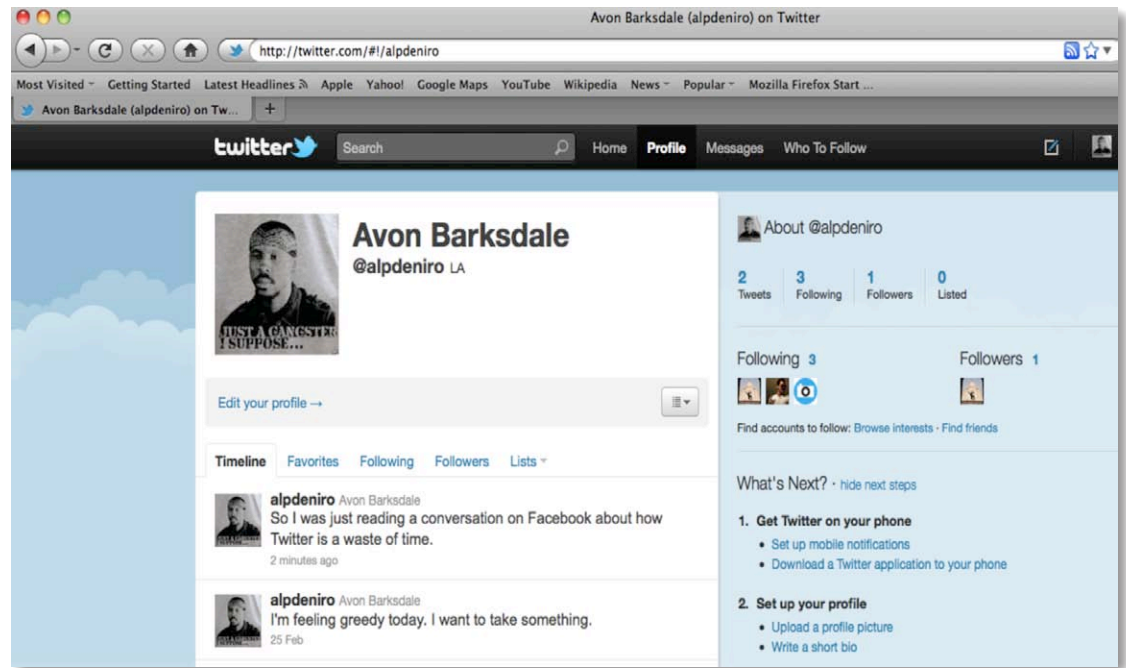 Avon Barksdale (alpdeniro) on Twitter
http://twitter.com/#!/alpdeniro
Most Visited Getting Started Latest Headlines Apple Yahoo! Google Maps YouTube Wikipedia News Popular Mozilla Firefox Start ...
Avon Barksdale (alpdeniro) on Tw... +
twitter Search Home Profile Messages Who To Follow
JUST A GANGSTER
I SUPPOSE...
Avon Barksdale
@alpdeniro LA
Edit your profile →
Timeline Favorites Following Followers Lists
alpdeniro Avon Barksdale
So I was just reading a conversation on Facebook about how
Twitter is a waste of time.
2 minutes ago
alpdeniro Avon Barksdale
I'm feeling greedy today. I want to take something.
25 Feb
About @alpdeniro
2 3 1 0
Tweets Following Followers Listed
Following 3 Followers 1
Find accounts to follow: Browse interests · Find friends
What's Next? · hide next steps
1. Get Twitter on your phone
• Set up mobile notifications
• Download a Twitter application to your phone
2. Set up your profile
• Upload a profile picture
• Write a short bio